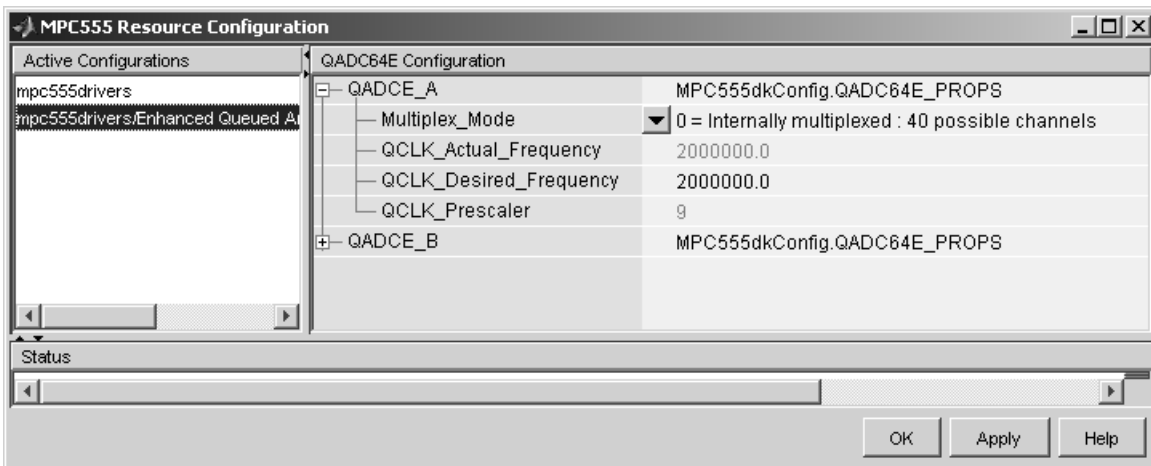 MPC555 Resource Configuration
Active Configurations
mpc555drivers
mpc555drivers/Enhanced Queued A
QADC64E Configuration
QADCE_A MPC555dkConfig.QADC64E_PROPS
Multiplex_Mode 0 = Internally multiplexed : 40 possible channels
QCLK_Actual_Frequency 2000000.0
QCLK_Desired_Frequency 2000000.0
QCLK_Prescaler 9
QADCE_B MPC555dkConfig.QADC64E_PROPS
Status
OK Apply Help